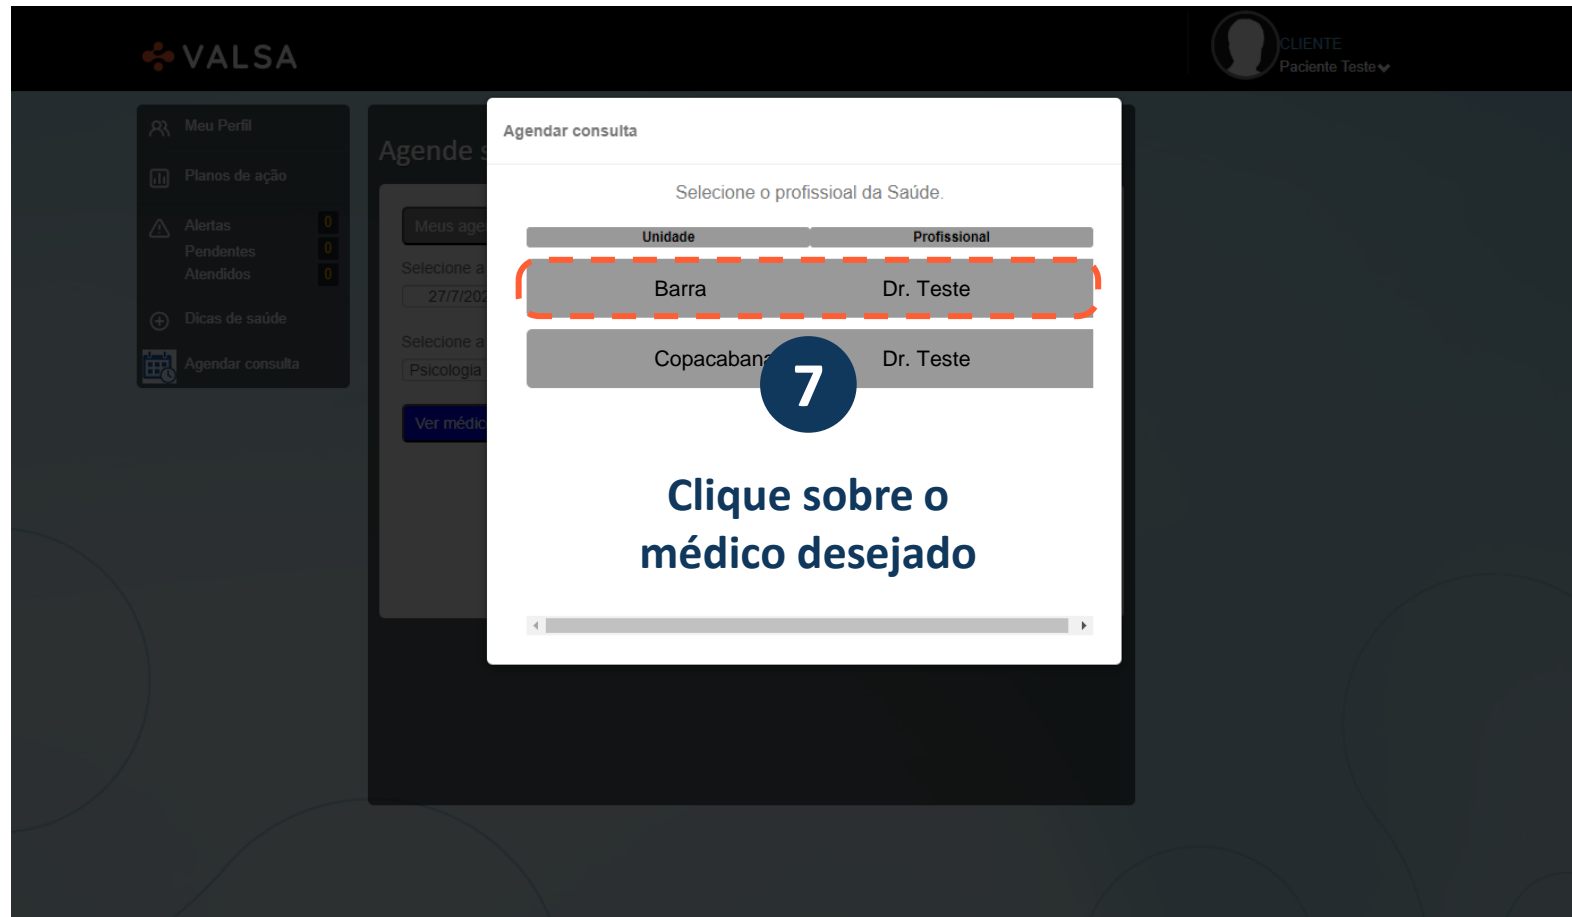 VALSA
CLIENTE
Paciente Teste
Meu Perfil
Planos de ação
Alertas 0
Pendentes 0
Atendidos 0
Dicas de saúde
Agendar consulta
Agende s
Meus age
Selecione a
27/7/202
Selecione a
Psicologia
Ver médic
Agendar consulta
Selecione o profissioal da Saúde.
Unidade Profissional
Barra Dr. Teste
Copacabana Dr. Teste
7
Clique sobre o
médico desejado